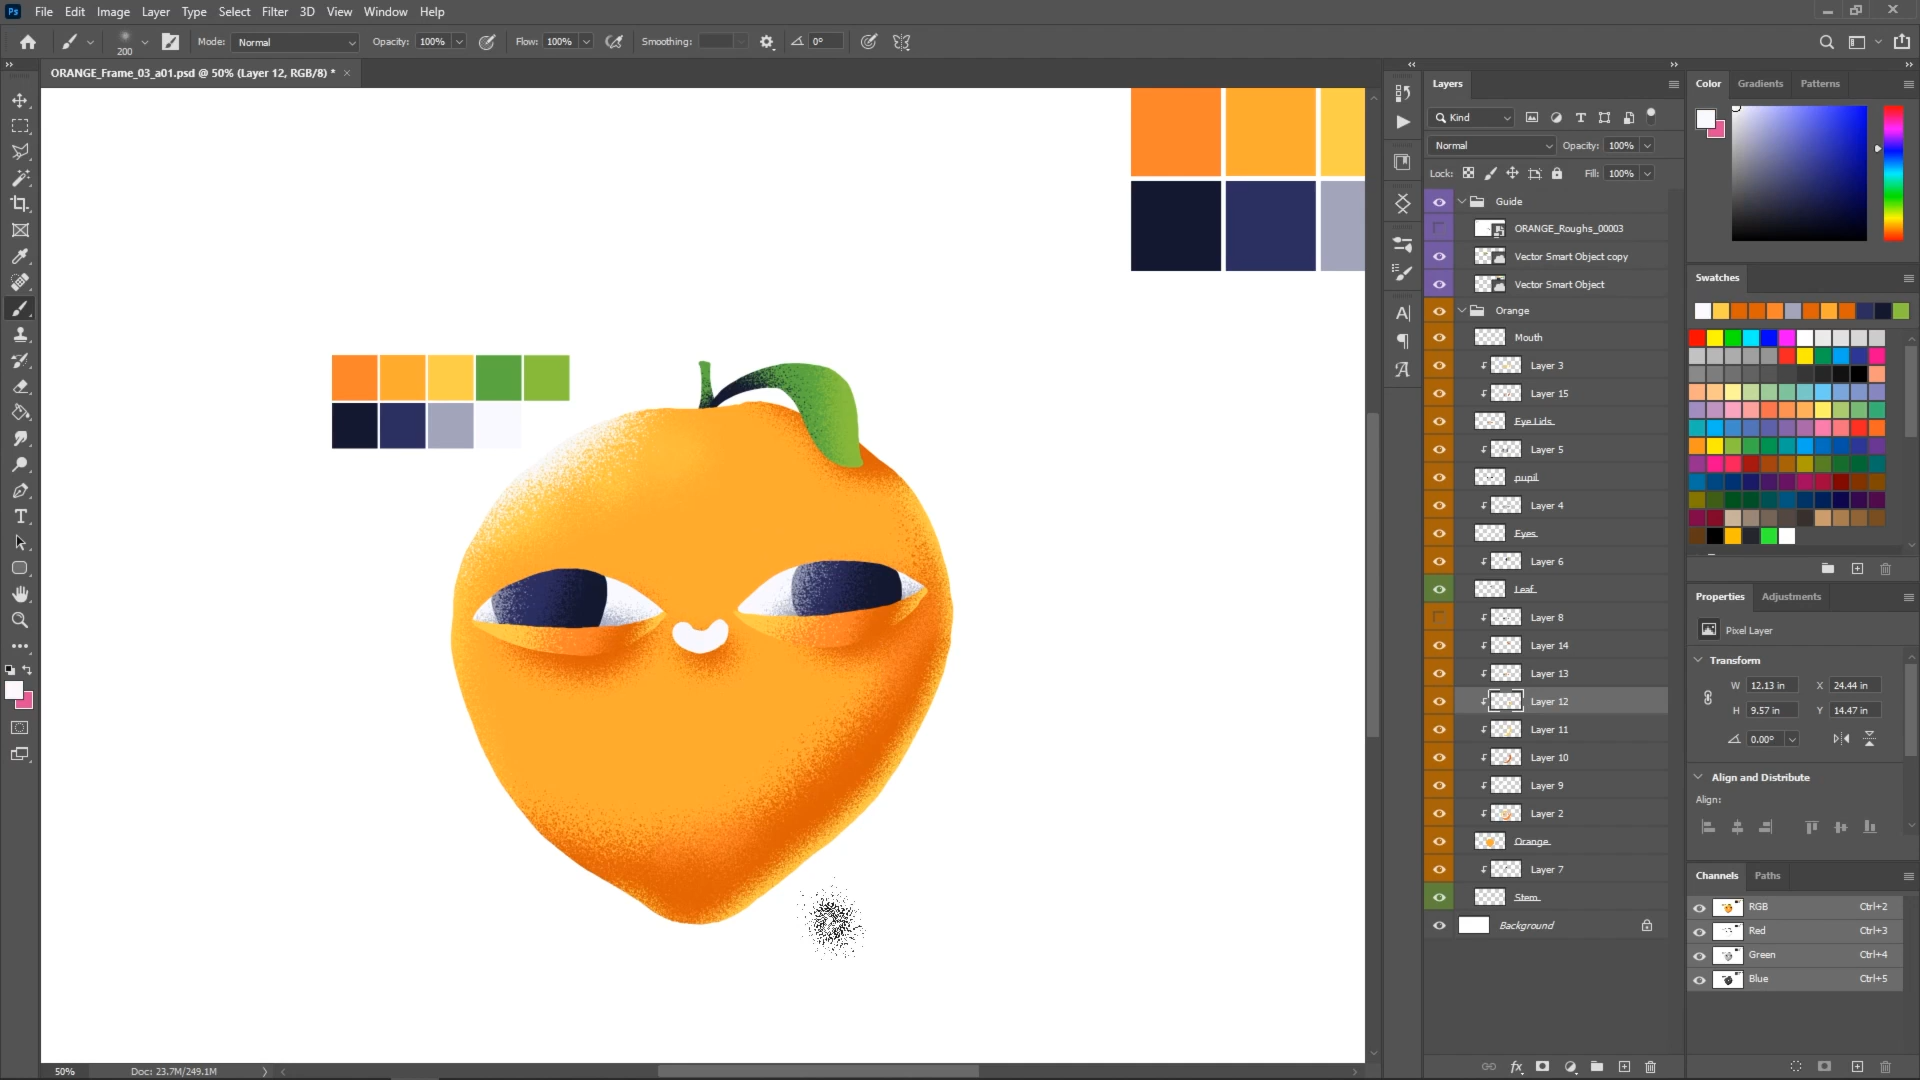 Ps File Edit Image Layer Type Select Filter 3D View Window Help
200 Mode: Normal Opacity: 100% Flow: 100% Smoothing: 0°
ORANGE_Frame_03_a01.psd @ 50% (Layer 12, RGB/8) *
Layers
Kind
Normal Opacity: 100%
Lock: Fill: 100%
Guide
ORANGE_Roughs_00003
Vector Smart Object copy
Vector Smart Object
Orange
Mouth
Layer 3
Layer 15
Eye Lids
Layer 5
pupil
Layer 4
Eyes
Layer 6
Leaf
Layer 8
Layer 14
Layer 13
Layer 12
Layer 11
Layer 10
Layer 9
Layer 2
Orange
Layer 7
Stem
Background
Color Gradients Patterns
Swatches
Properties Adjustments
Pixel Layer
Transform
W 12.13 in X 24.44 in
H 9.57 in Y 14.47 in
0.00°
Align and Distribute
Align:
Channels Paths
RGB Ctrl+2
Red Ctrl+3
Green Ctrl+4
Blue Ctrl+5
50% Doc: 23.7M/249.1M